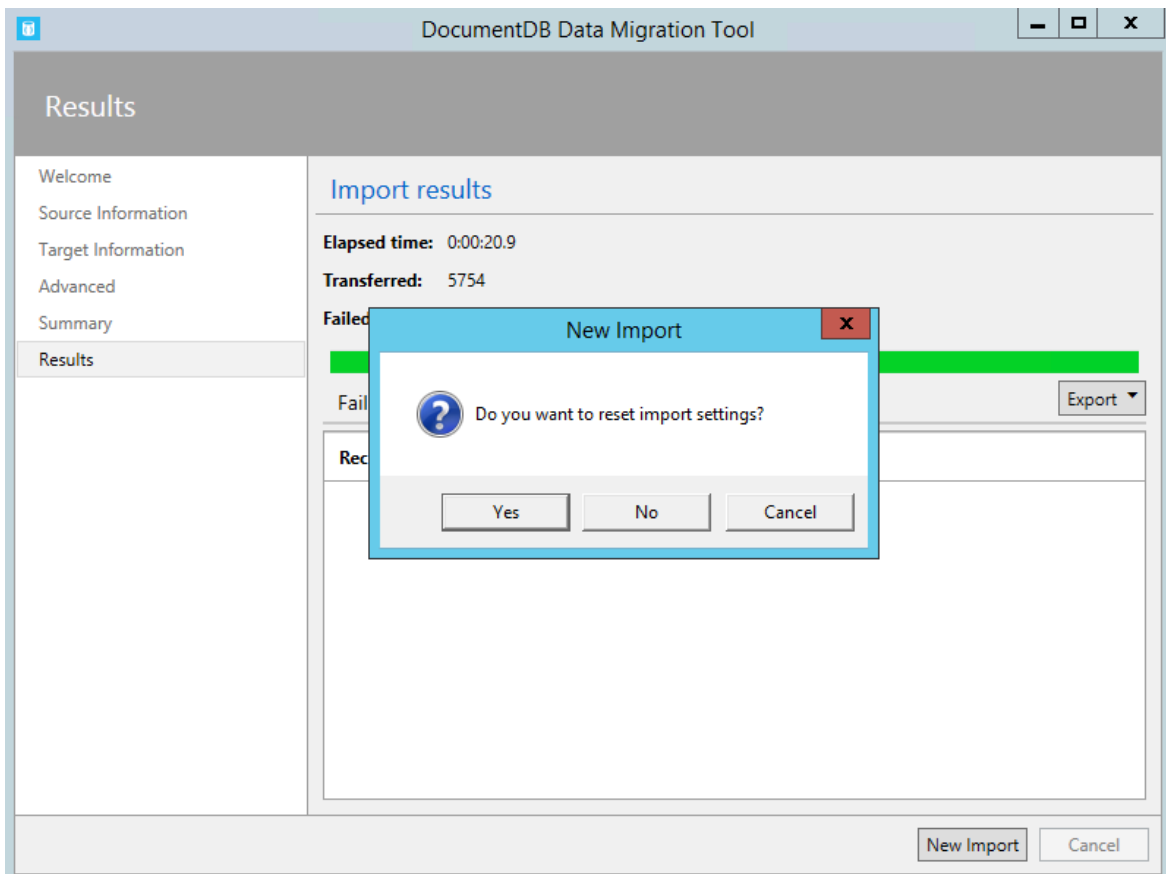 DocumentDB Data Migration Tool
Results
Welcome
Source Information
Target Information
Advanced
Summary
Results
Import results
Elapsed time: 0:00:20.9
Transferred: 5754
Failed
New Import
Do you want to reset import settings?
Yes No Cancel
Fail
Export
Rec
New Import Cancel